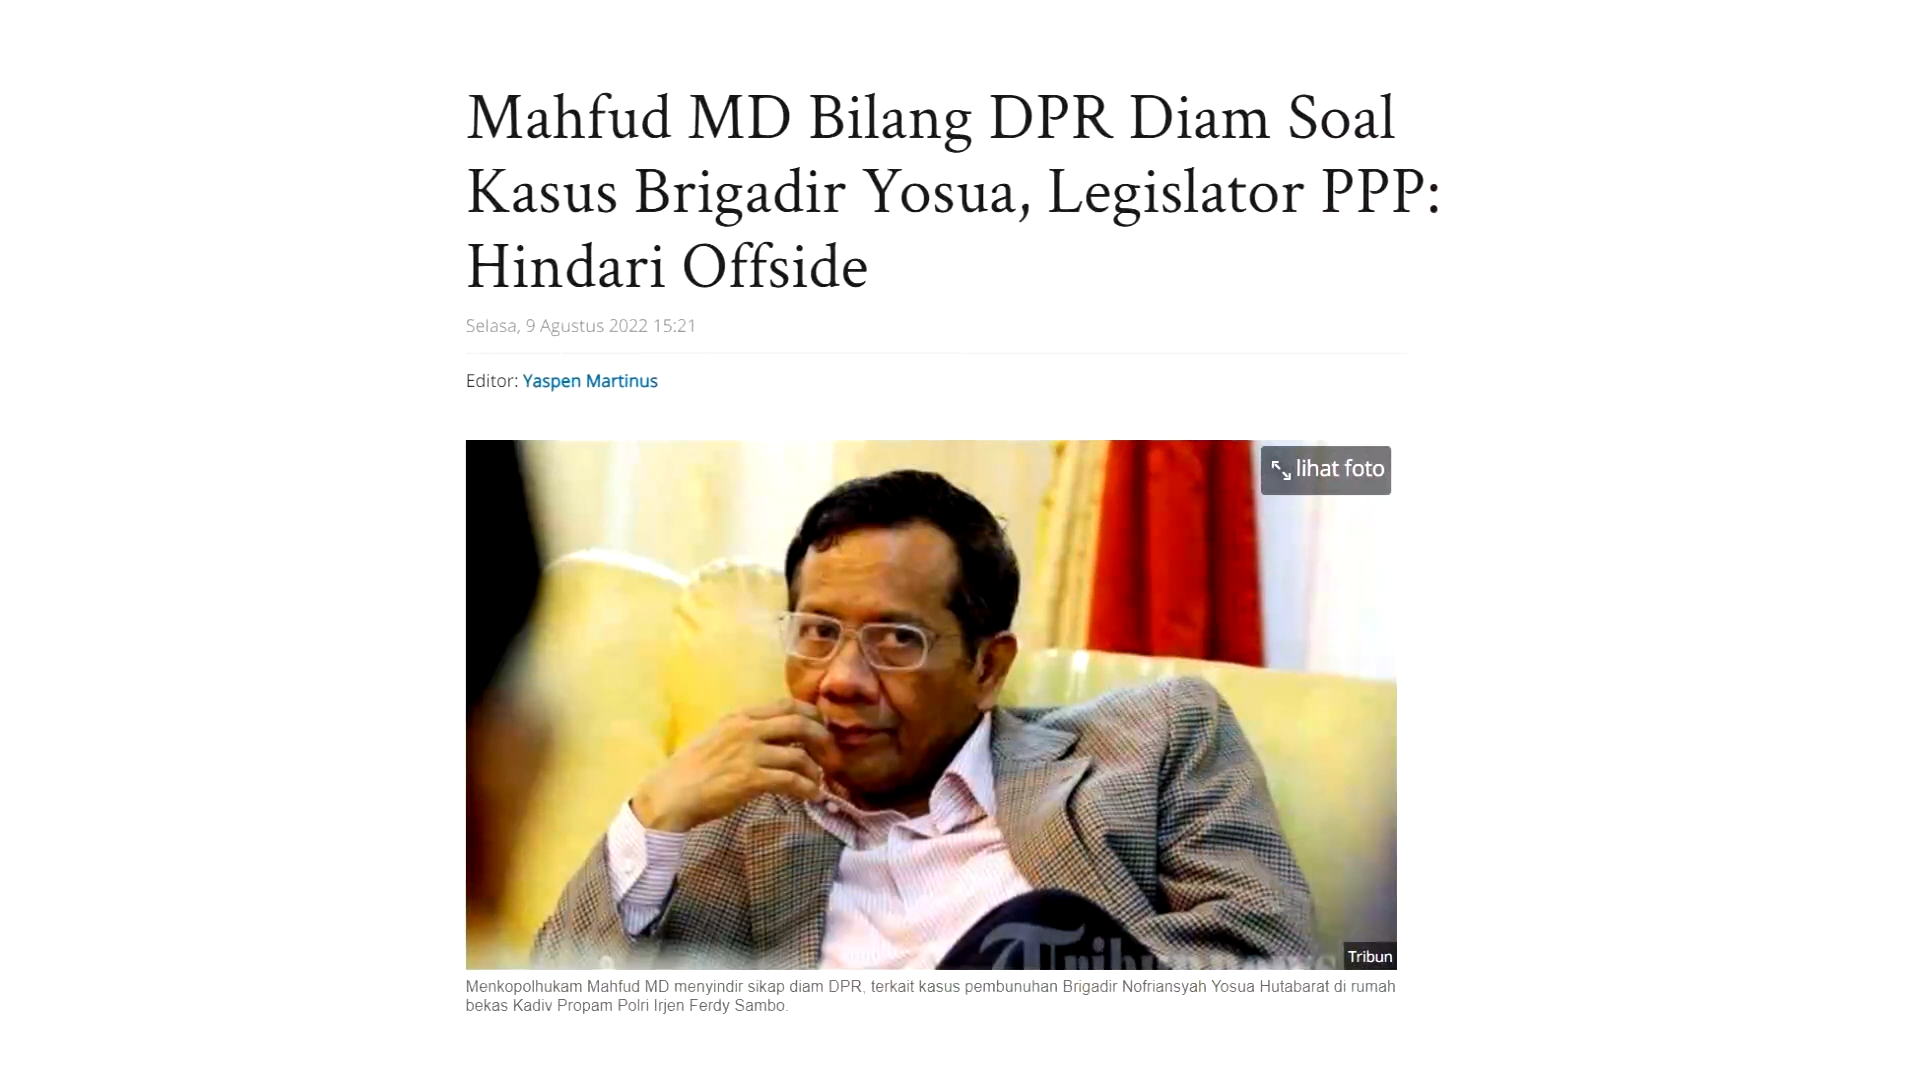 Mahfud MD Bilang DPR Diam Soal
Kasus Brigadir Yosua, Legislator PPP:
Hindari Offside
Selasa, 9 Agustus 2022 15:21
Editor: Yaspen Martinus
lihat foto
Tribunnews
Tribun
Menkopolhukam Mahfud MD menyindir sikap diam DPR, terkait kasus pembunuhan Brigadir Nofriansyah Yosua Hutabarat di rumah
bekas Kadiv Propam Polri Irjen Ferdy Sambo.